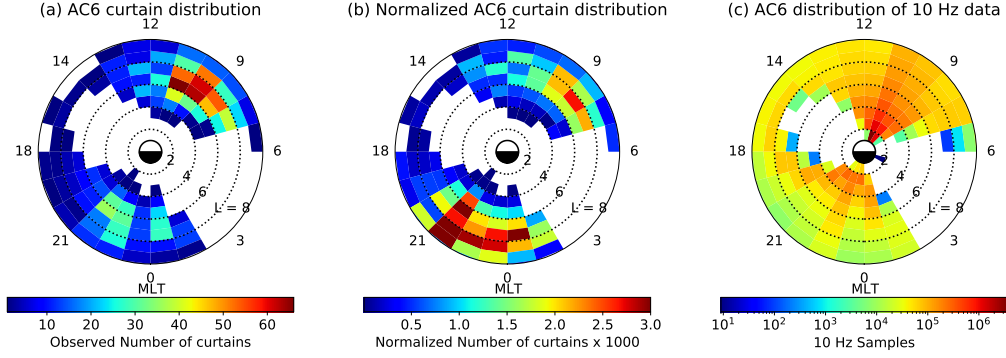 (a) AC6 curtain distribution
12
14
9
18
6
21
3
0
2
4
6
L = 8
MLT
10 20 30 40 50 60
Observed Number of curtains
(b) Normalized AC6 curtain distribution
12
14
9
18
6
21
3
0
2
4
6
L = 8
MLT
0.5 1.0 1.5 2.0 2.5 3.0
Normalized Number of curtains x 1000
(c) AC6 distribution of 10 Hz data
12
14
9
18
6
21
3
0
2
4
6
L = 8
MLT
10¹ 10² 10³ 10⁴ 10⁵ 10⁶
10 Hz Samples